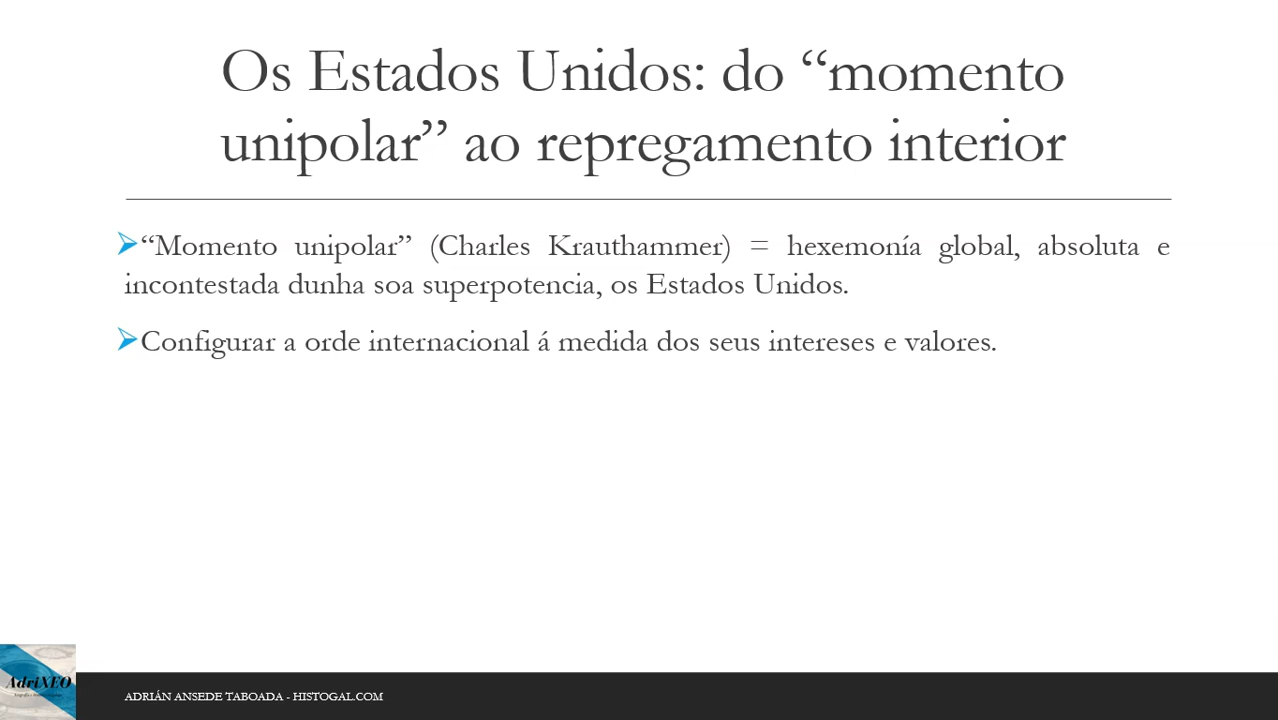 Os Estados Unidos: do “momento
unipolar” ao repregamento interior
“Momento unipolar” (Charles Krauthammer) = hexemonía global, absoluta e
incontestada dunha soa superpotencia, os Estados Unidos.
Configurar a orde internacional á medida dos seus intereses e valores.
AdriXEO
ADRIÁN ANSEDE TABOADA - HISTOGAL.COM